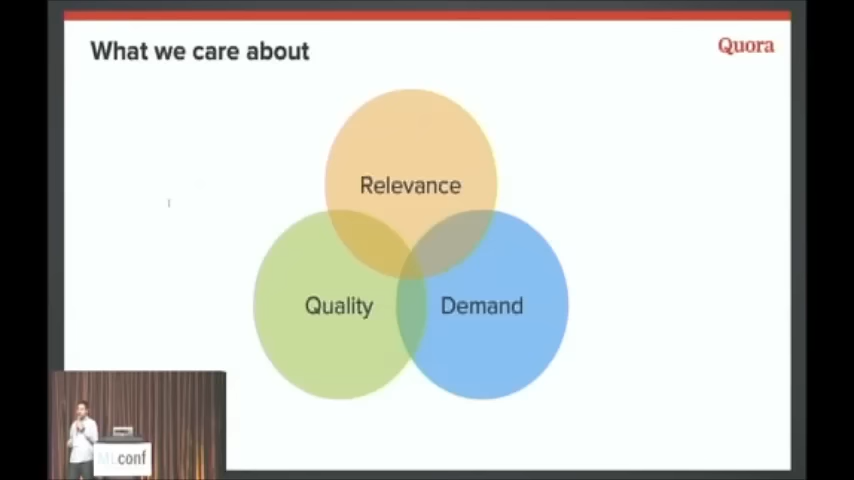 What we care about
Quora
Relevance
Quality
Demand
MLconf